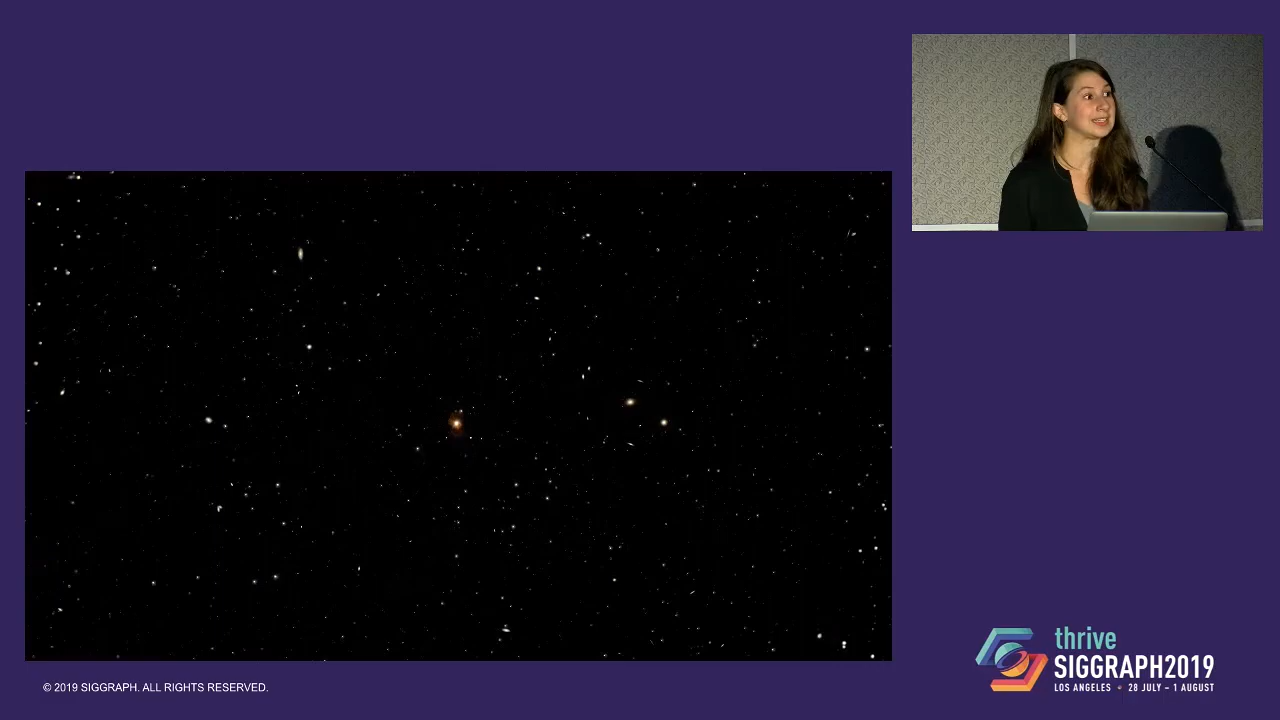 thrive
SIGGRAPH2019
LOS ANGELES • 28 JULY – 1 AUGUST
© 2019 SIGGRAPH. ALL RIGHTS RESERVED.